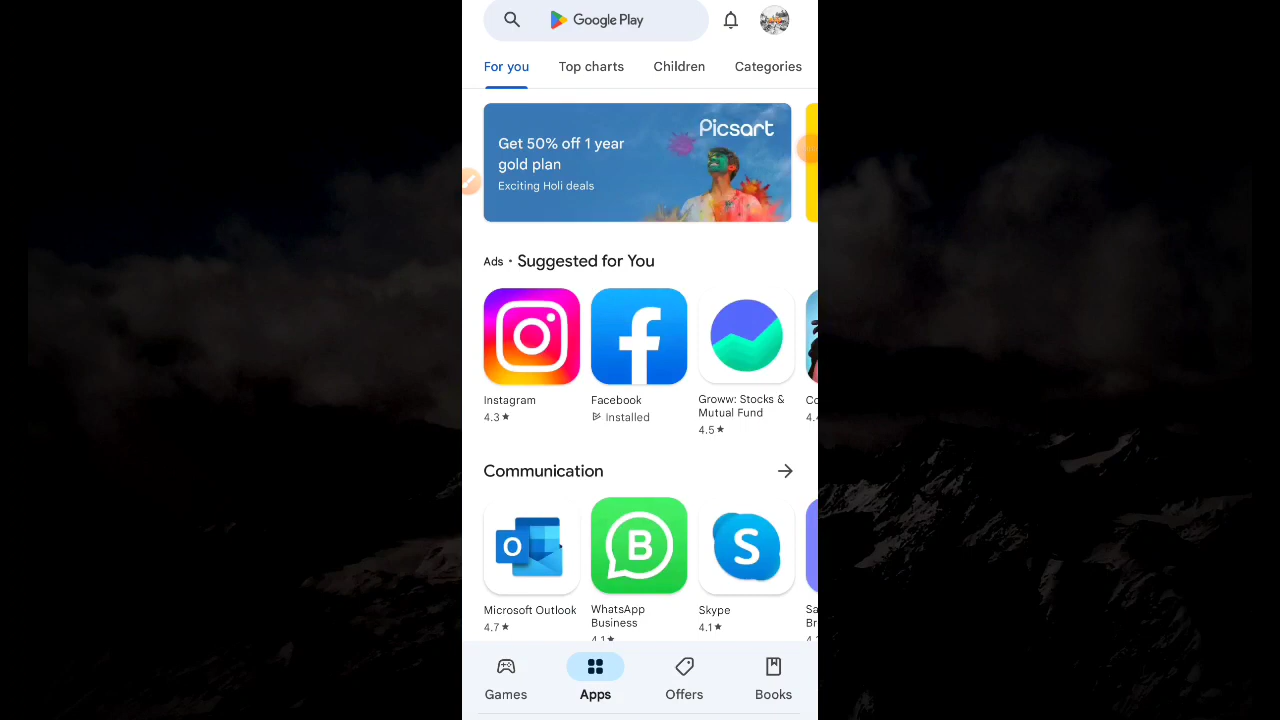 Google Play
For you
Top charts
Children
Categories
Picsart
Get 50% off 1 year
gold plan
Exciting Holi deals
Ads • Suggested for You
Instagram
4.3★
Facebook
Installed
Groww: Stocks &
Mutual Fund
4.5★
Communication
O
Microsoft Outlook
4.7★
B
WhatsApp
Business
4.1★
S
Skype
4.1★
Games
Apps
Offers
Books